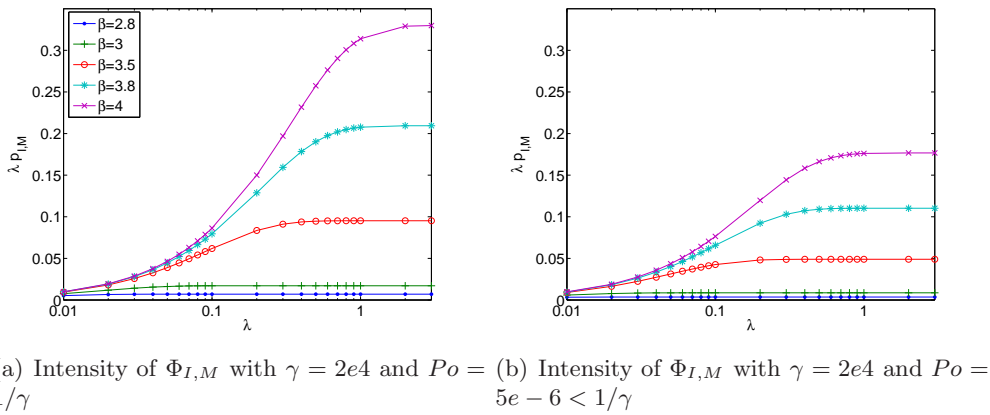 0.3
0.25
0.2
0.15
0.1
0.05
0
λ p_{I,M}
β=2.8
β=3
β=3.5
β=3.8
β=4
0.01
0.1
1
λ
0.3
0.25
0.2
0.15
0.1
0.05
0
λ p_{I,M}
0.01
0.1
1
λ
a) Intensity of Φ_{I,M} with γ = 2e4 and Po =
/γ
(b) Intensity of Φ_{I,M} with γ = 2e4 and Po =
5e − 6 < 1/γ